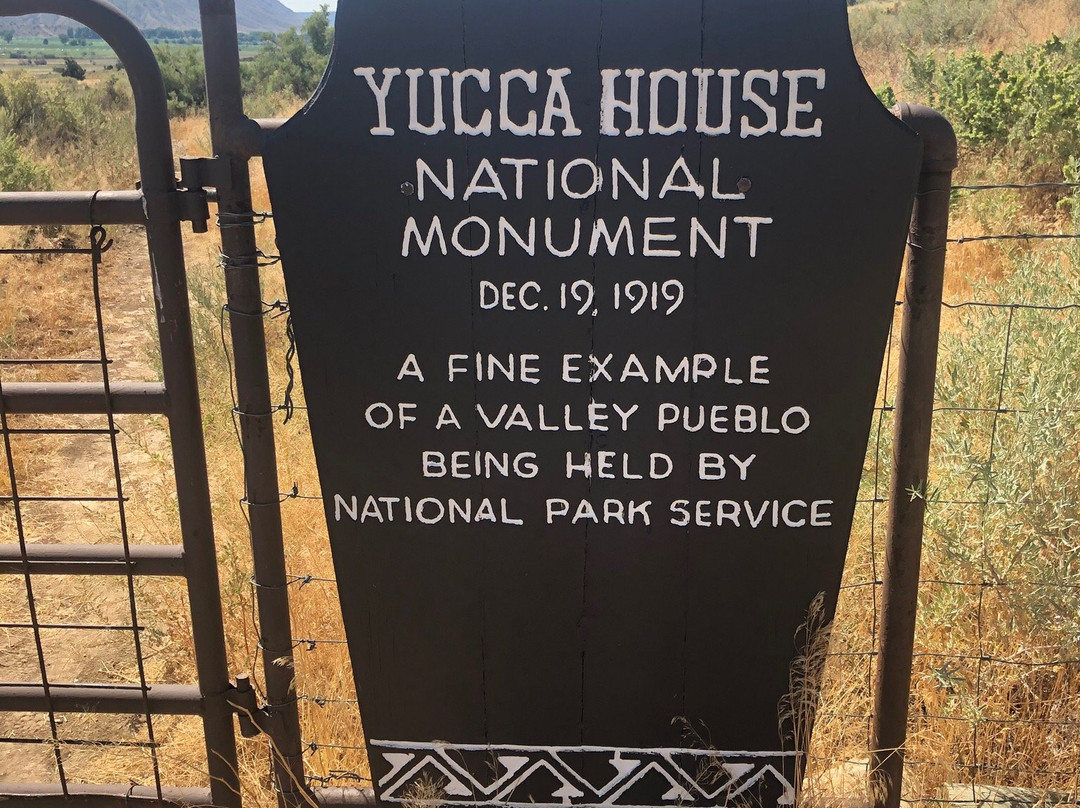 YUCCA HOUSE
NATIONAL
MONUMENT
DEC. 19, 1919
A FINE EXAMPLE
OF A VALLEY PUEBLO
BEING HELD BY
NATIONAL PARK SERVICE